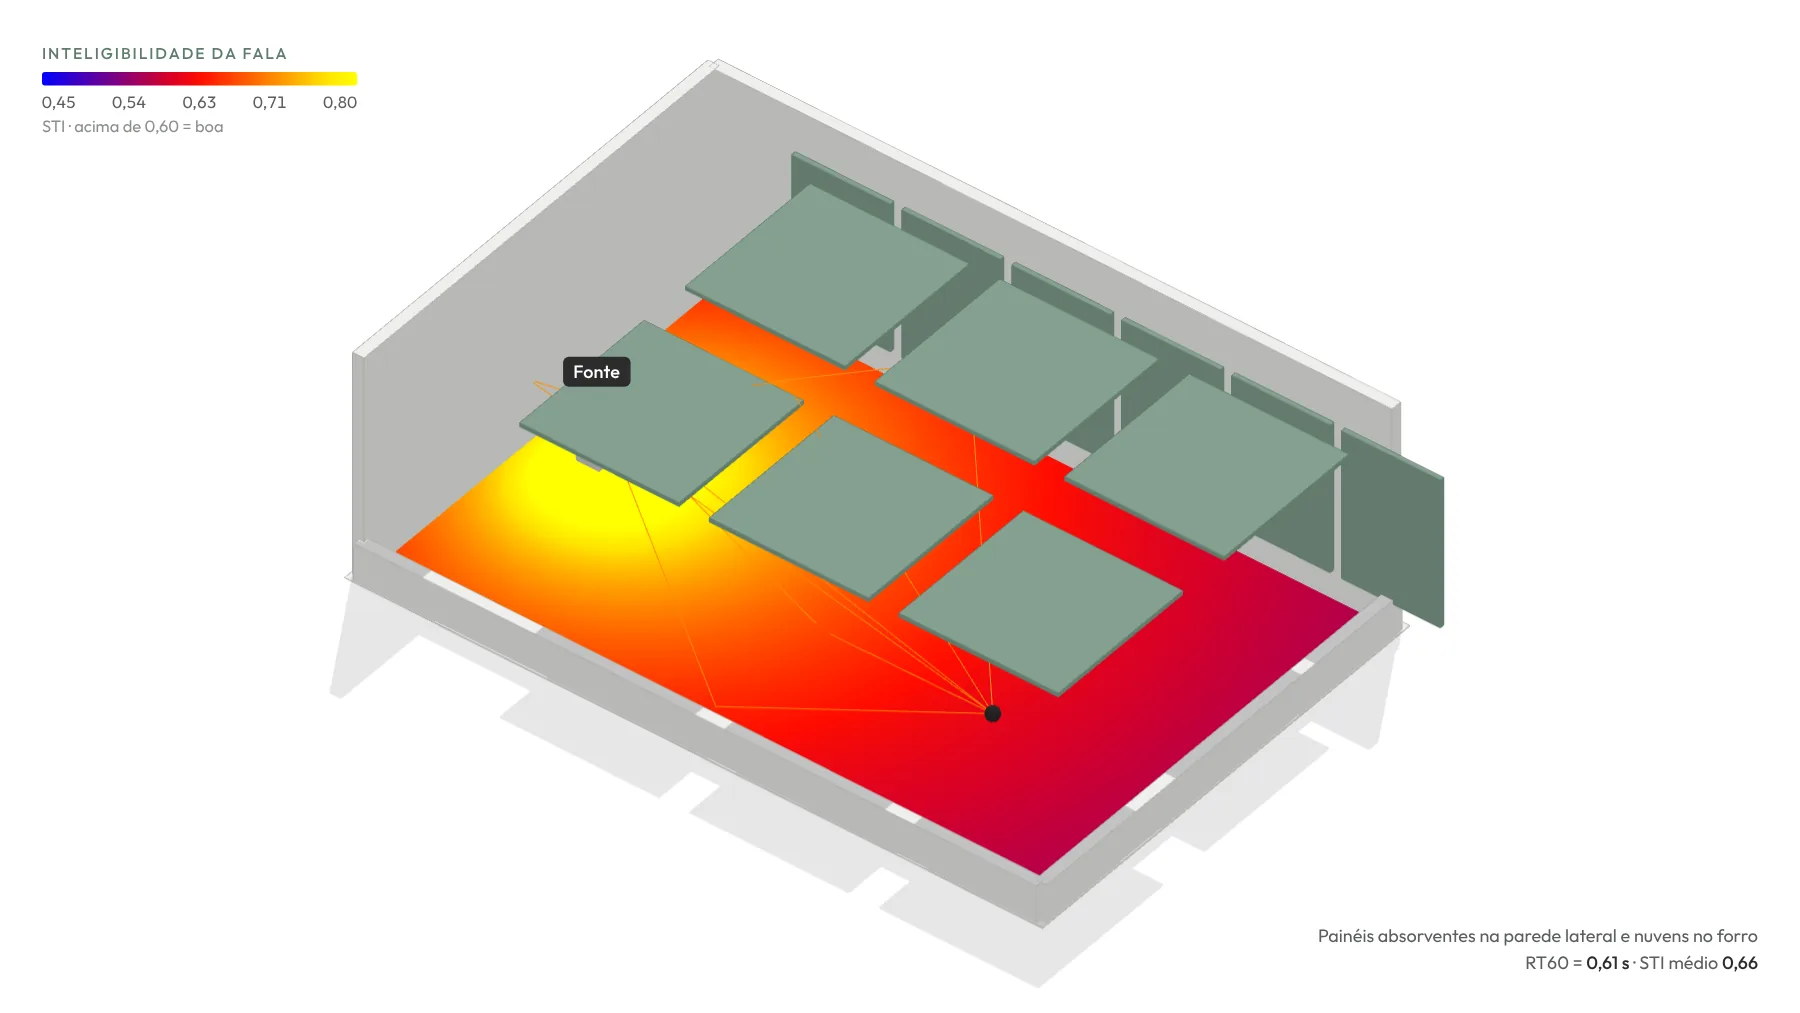 INTELIGIBILIDADE DA FALA
0,45 0,54 0,63 0,71 0,80
STI · acima de 0,60 = boa
Fonte
Painéis absorventes na parede lateral e nuvens no forro
RT60 = 0,61 s · STI médio 0,66